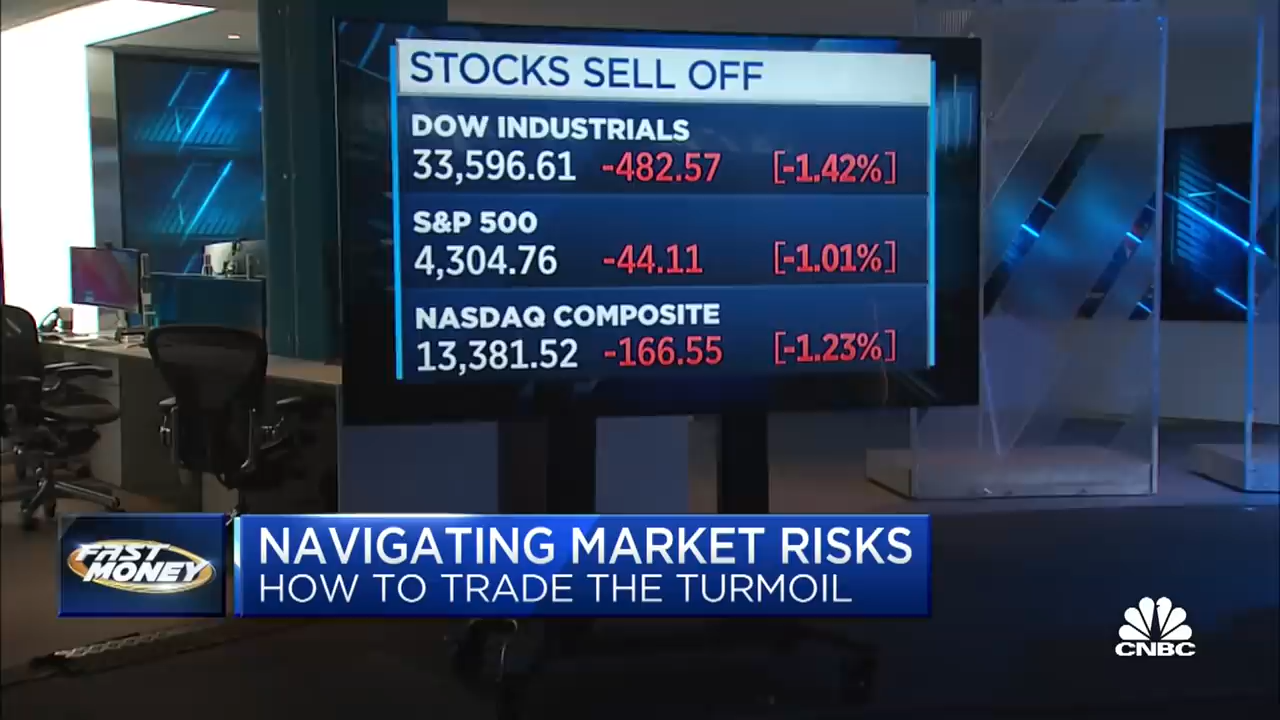 STOCKS SELL OFF
DOW INDUSTRIALS
33,596.61 -482.57 [-1.42%]
S&P 500
4,304.76 -44.11 [-1.01%]
NASDAQ COMPOSITE
13,381.52 -166.55 [-1.23%]
FAST MONEY
NAVIGATING MARKET RISKS
HOW TO TRADE THE TURMOIL
CNBC